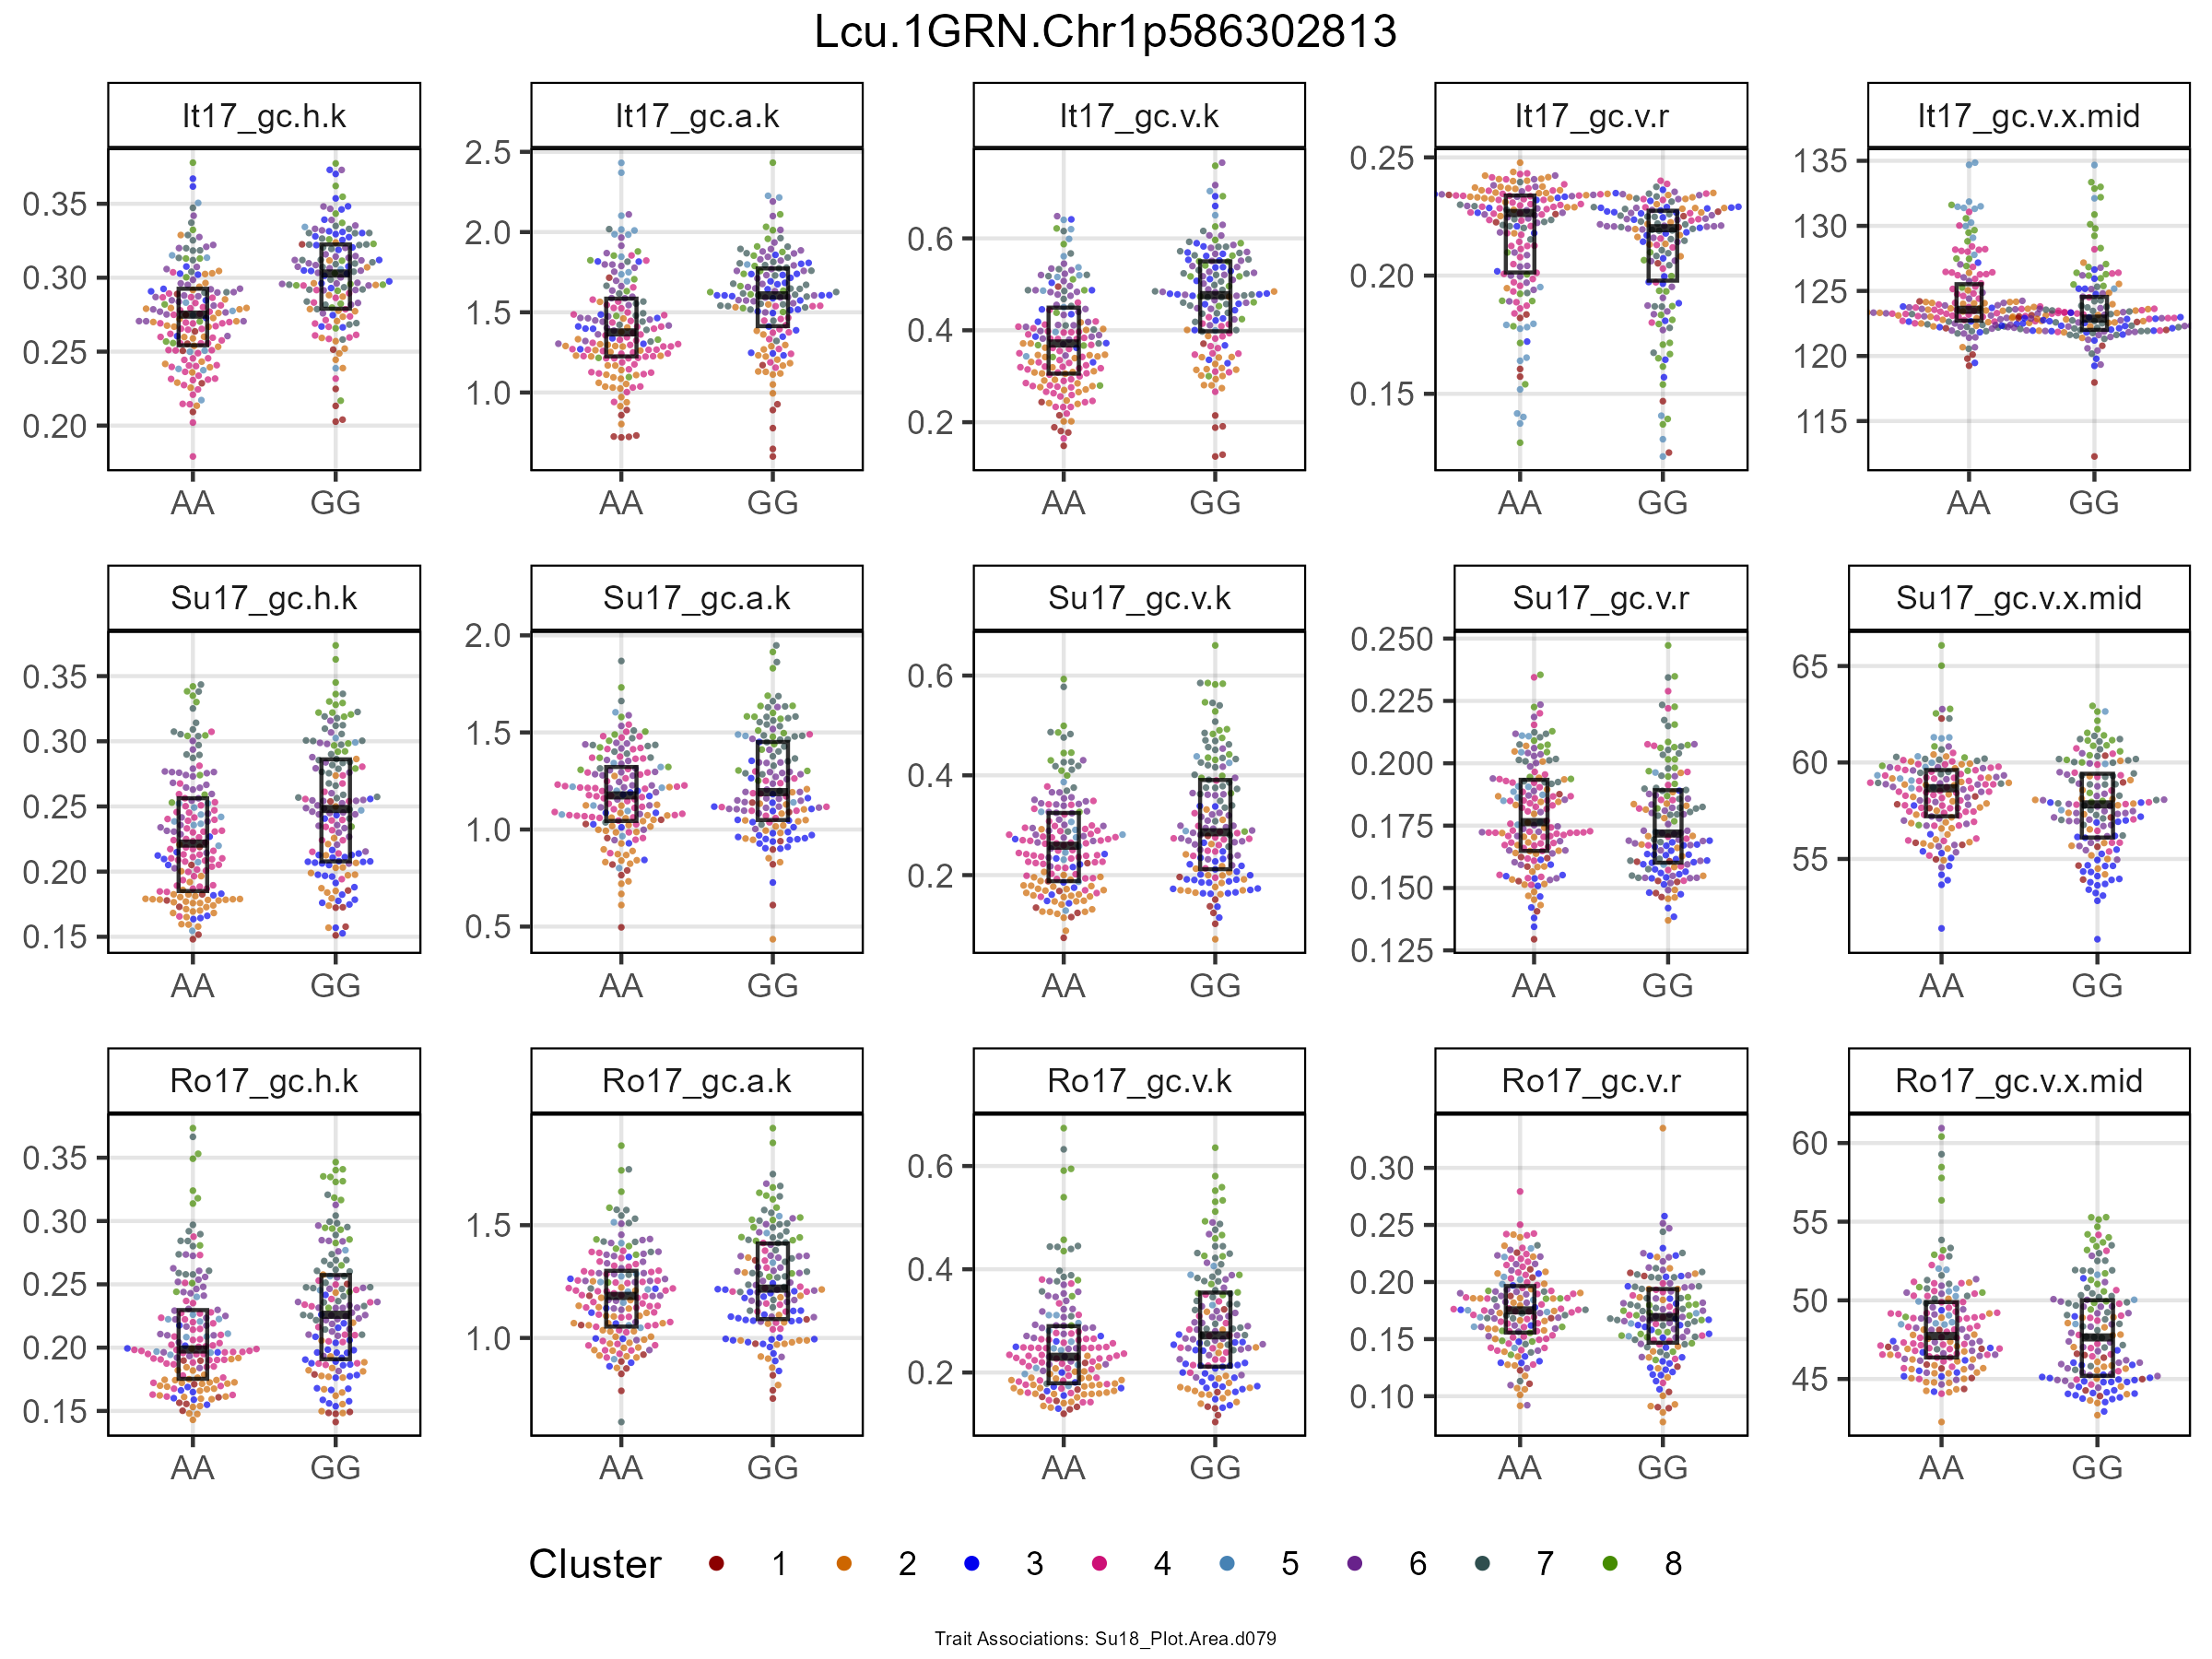 Lcu.1GRN.Chr1p586302813
It17_gc.h.k It17_gc.a.k It17_gc.v.k It17_gc.v.r It17_gc.v.x.mid
0.35 0.30 0.25 0.20
2.5 2.0 1.5 1.0
0.6 0.4 0.2
0.25 0.20 0.15
135 130 125 120 115
AA GG AA GG AA GG AA GG AA GG
Su17_gc.h.k Su17_gc.a.k Su17_gc.v.k Su17_gc.v.r Su17_gc.v.x.mid
0.35 0.30 0.25 0.20 0.15
2.0 1.5 1.0 0.5
0.6 0.4 0.2
0.250 0.225 0.200 0.175 0.150 0.125
65 60 55
AA GG AA GG AA GG AA GG AA GG
Ro17_gc.h.k Ro17_gc.a.k Ro17_gc.v.k Ro17_gc.v.r Ro17_gc.v.x.mid
0.35 0.30 0.25 0.20 0.15
1.5 1.0
0.6 0.4 0.2
0.30 0.25 0.20 0.15 0.10
60 55 50 45
AA GG AA GG AA GG AA GG AA GG
Cluster 1 2 3 4 5 6 7 8
Trait Associations: Su18_Plot.Area.d079